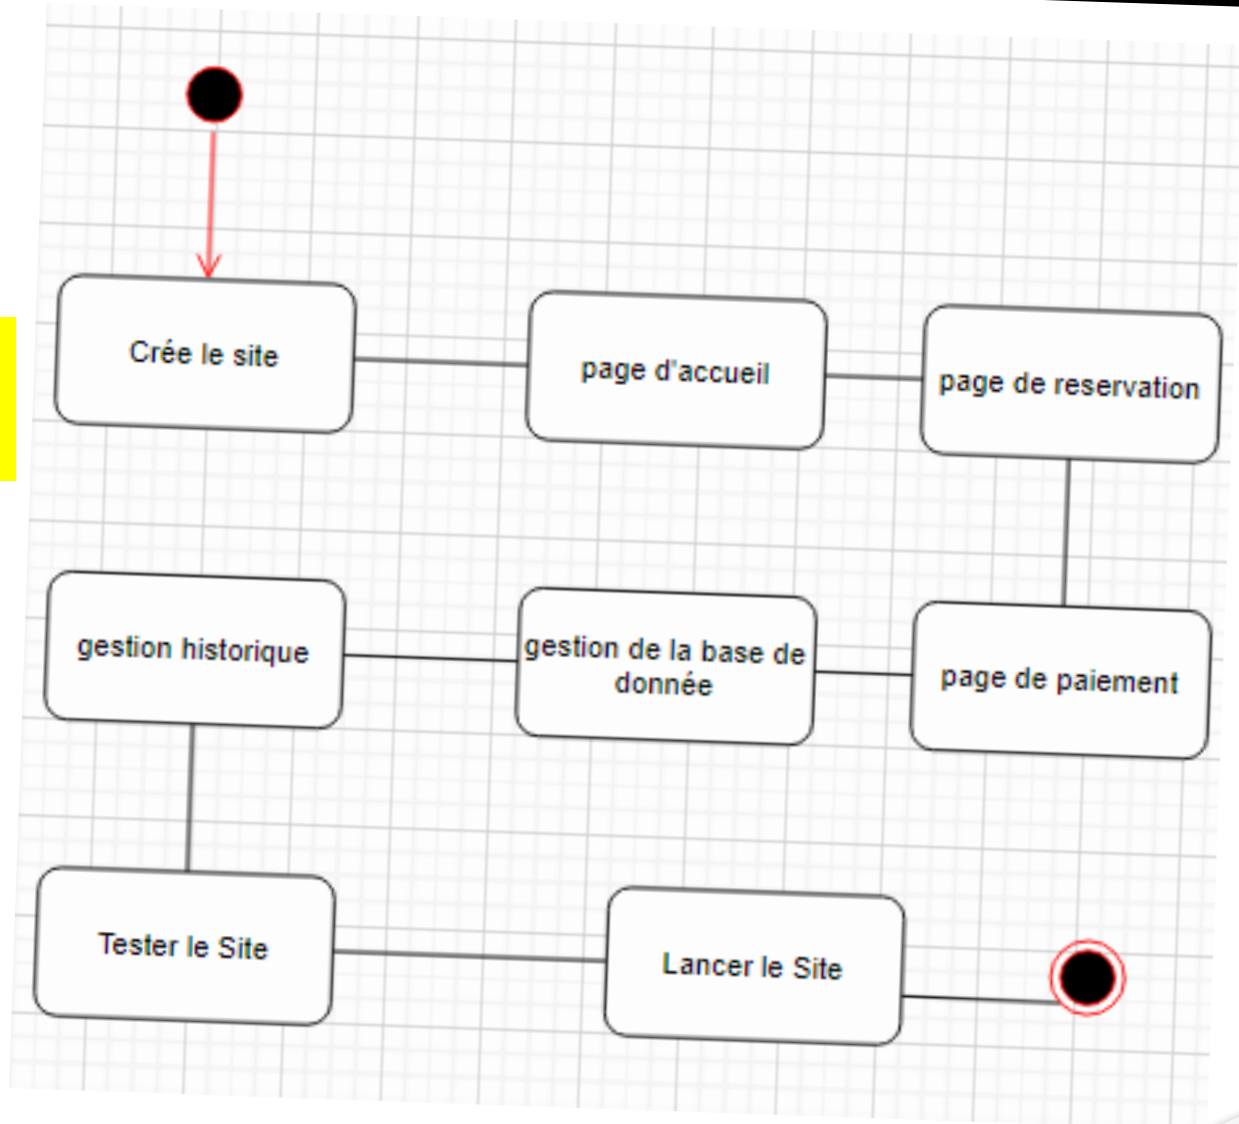 Crée le site
page d'accueil
page de reservation
gestion historique
gestion de la base de
donnée
page de paiement
Tester le Site
Lancer le Site